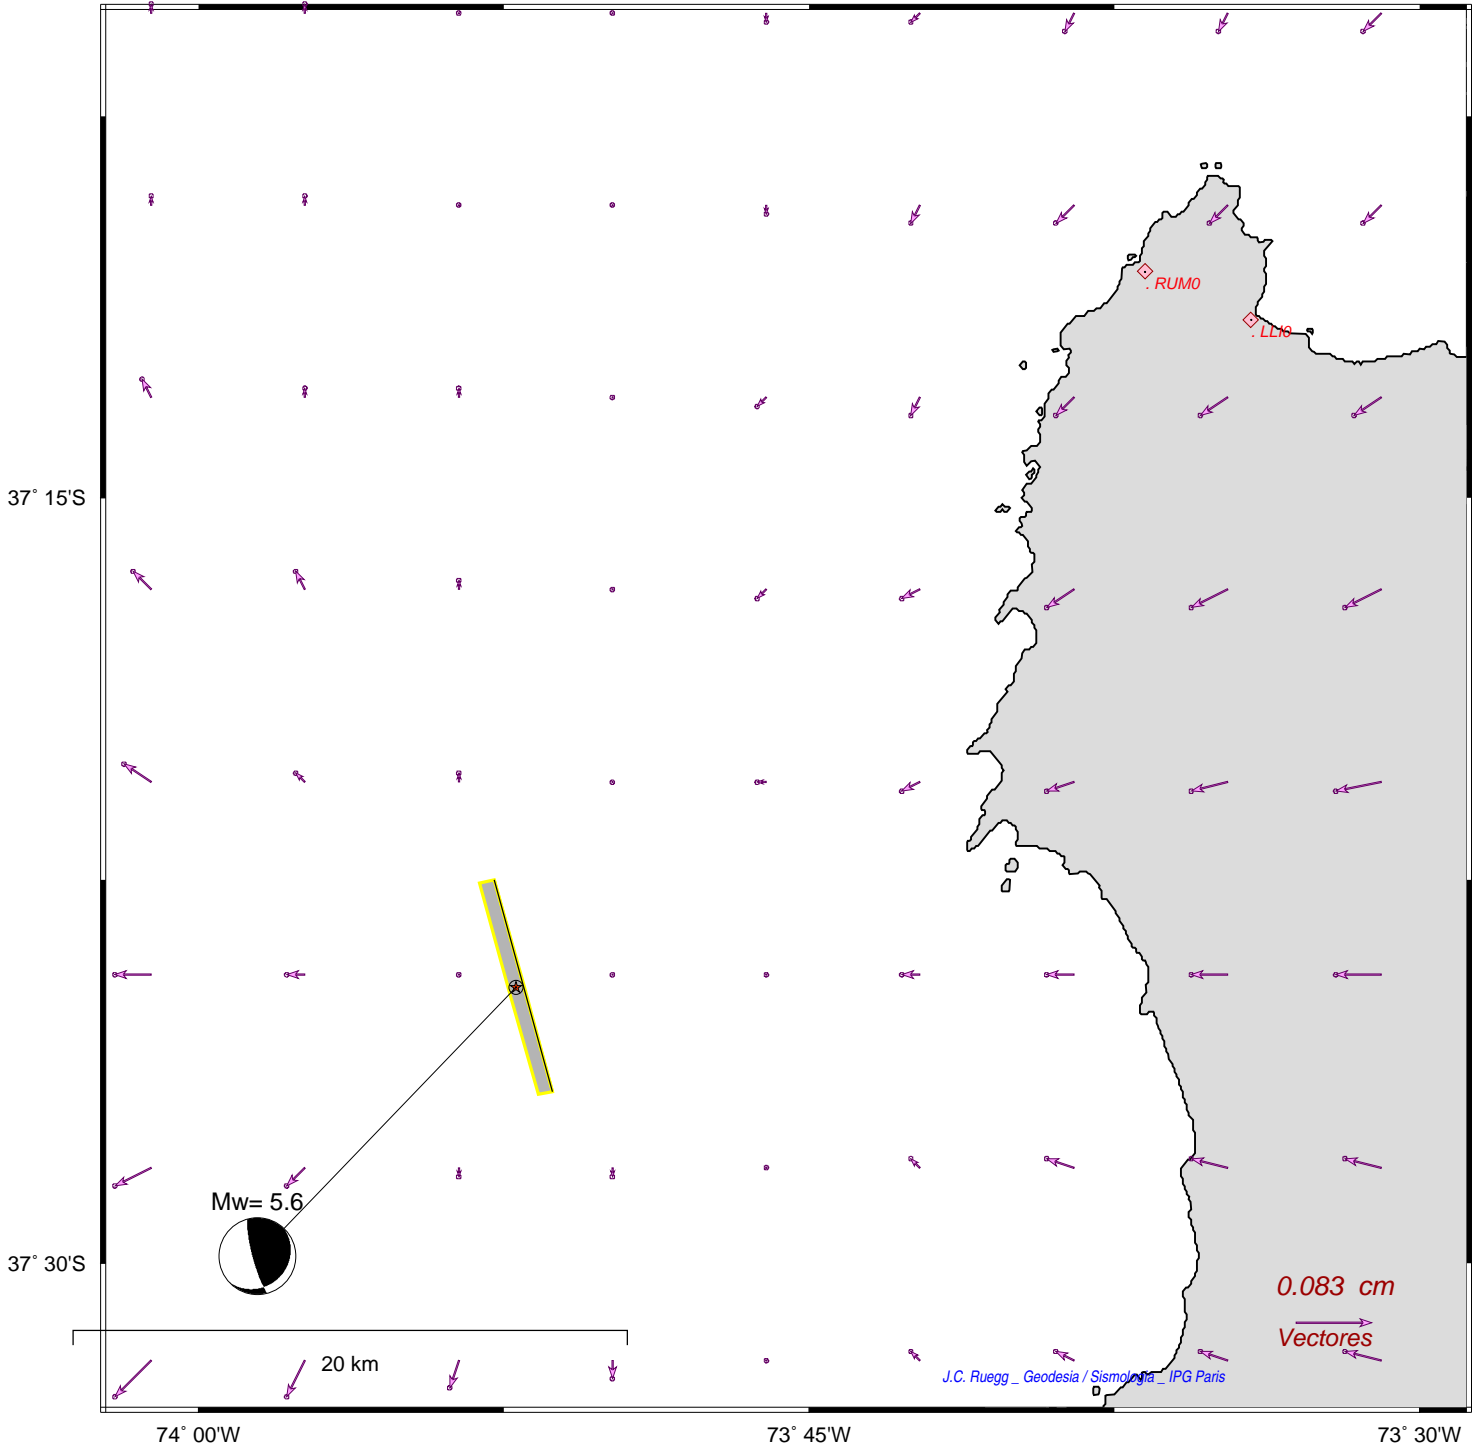 . RUM0
. LLI0
37° 15'S
Mw= 5.6
37° 30'S
0.083 cm
Vectores
20 km
J.C. Ruegg _ Geodesia / Sismologia _ IPG Paris
74° 00'W
73° 45'W
73° 30'W